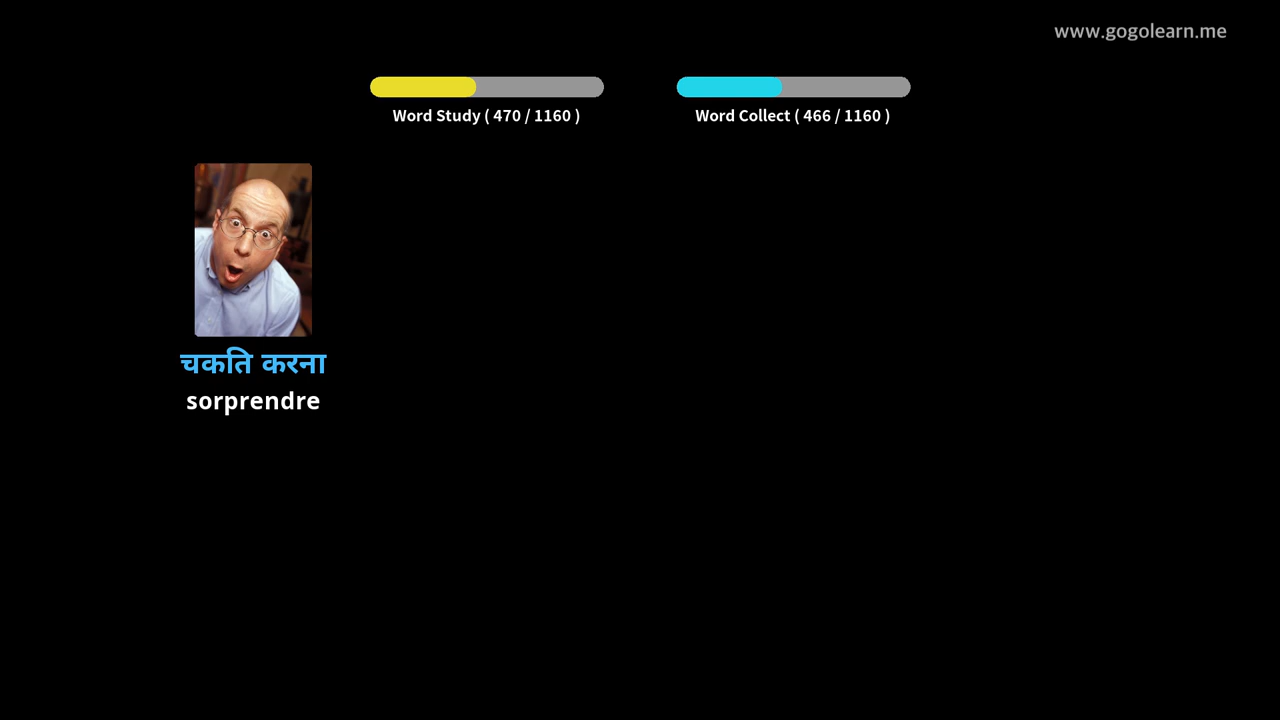 www.gogolearn.me
Word Study ( 470 / 1160 )
Word Collect ( 466 / 1160 )
चकति करना
sorprendre